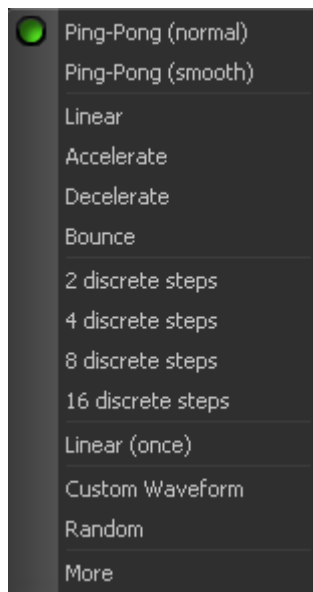 Ping-Pong (normal)
Ping-Pong (smooth)
Linear
Accelerate
Decelerate
Bounce
2 discrete steps
4 discrete steps
8 discrete steps
16 discrete steps
Linear (once)
Custom Waveform
Random
More